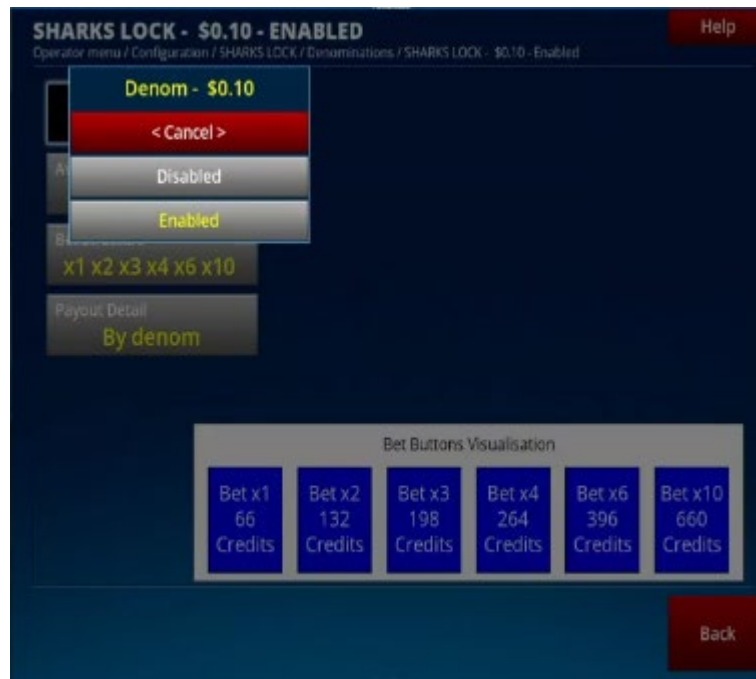 SHARKS LOCK - $0.10 - ENABLED
Help
Operator menu / Configuration / SHARKS LOCK / Denominations / SHARKS LOCK - $0.10 - Enabled
Denom - $0.10
< Cancel >
Disabled
Enabled
x1 x2 x3 x4 x6 x10
Payout Detail
By denom
Bet Buttons Visualisation
Bet x1 66 Credits
Bet x2 132 Credits
Bet x3 198 Credits
Bet x4 264 Credits
Bet x6 396 Credits
Bet x10 660 Credits
Back